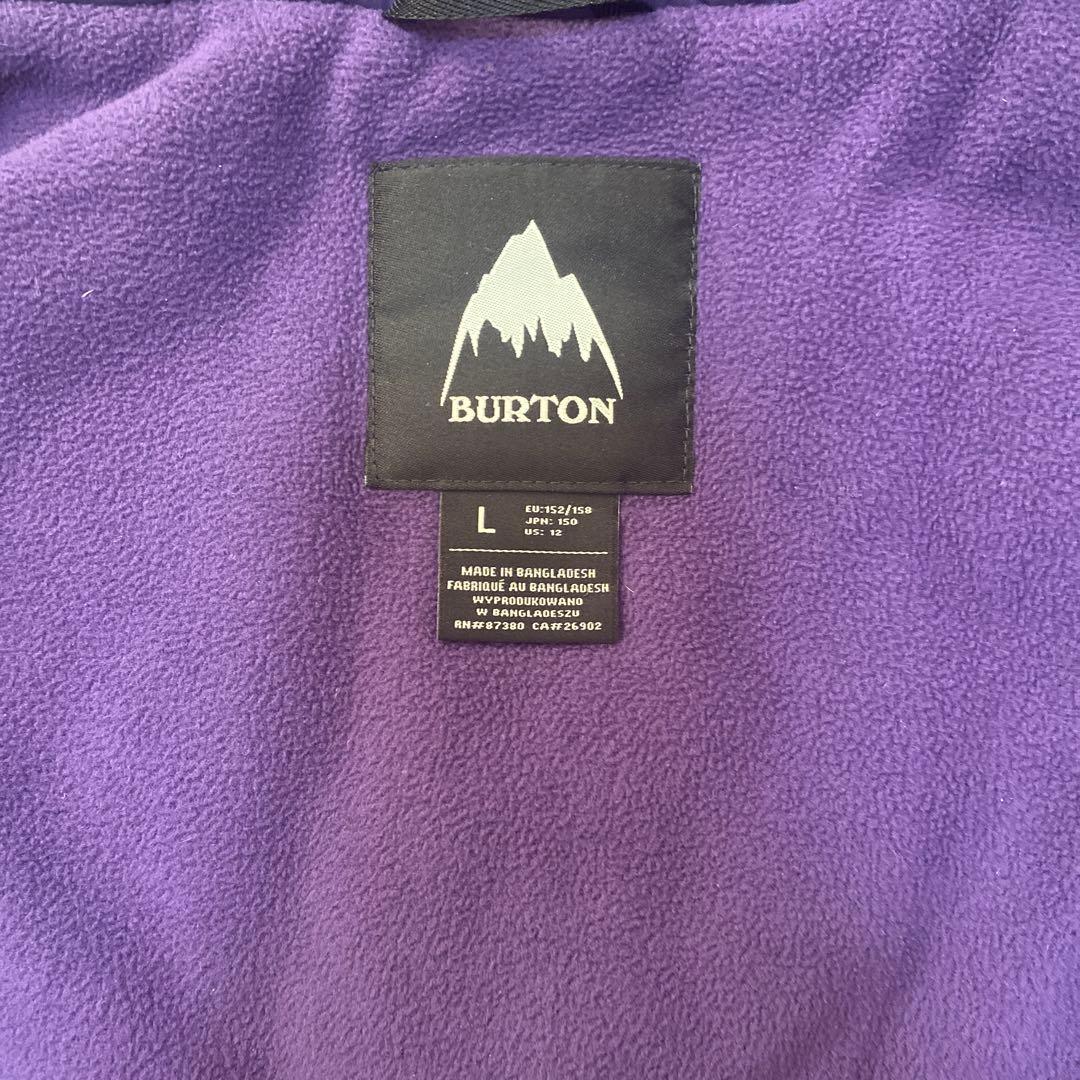 BURTON
L
EU:152/158
JPN: 150
US: 12
MADE IN BANGLADESH
FABRIQUÉ AU BANGLADESH
WYPRODUKOWANO
W BANGLADESZU
RN#87380 CA#26902